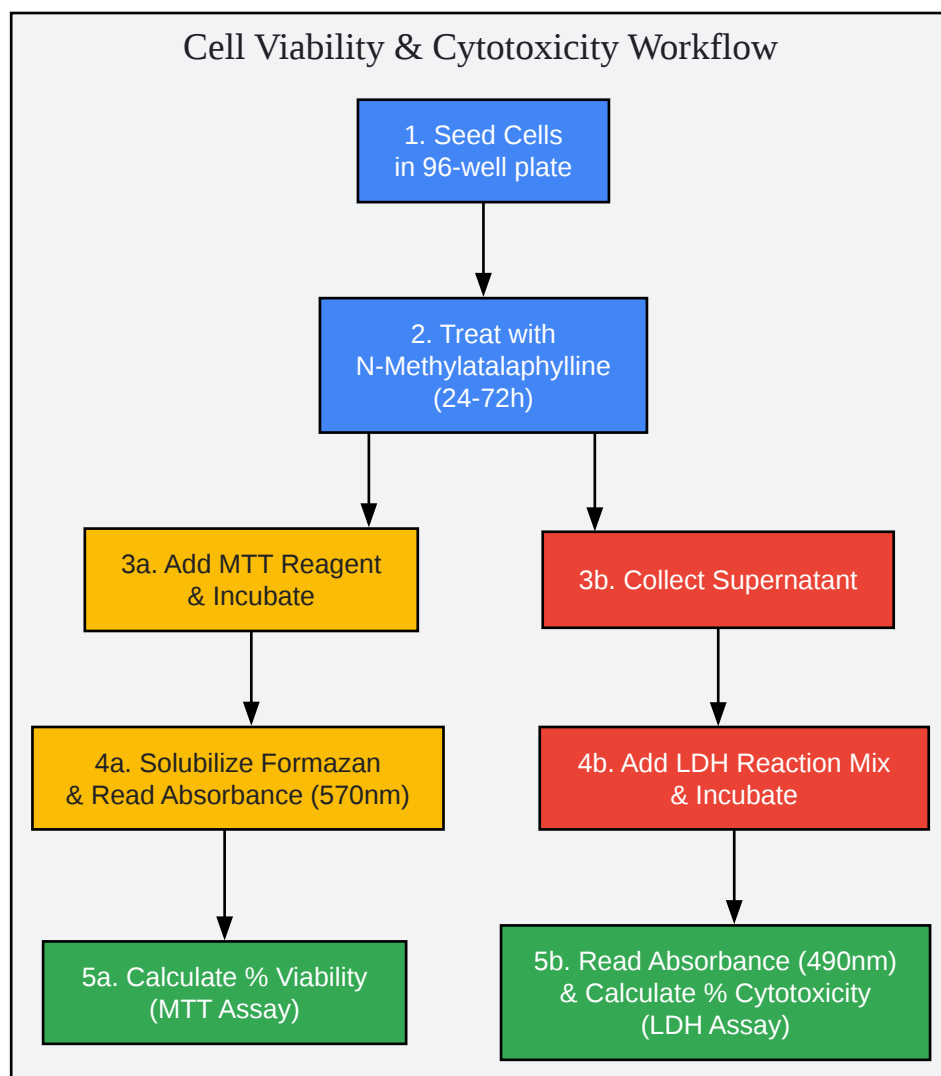 Cell Viability & Cytotoxicity Workflow
1. Seed Cells
in 96-well plate
2. Treat with
N-Methylatalaphylline
(24-72h)
3a. Add MTT Reagent
& Incubate
3b. Collect Supernatant
4a. Solubilize Formazan
& Read Absorbance (570nm)
4b. Add LDH Reaction Mix
& Incubate
5a. Calculate % Viability
(MTT Assay)
5b. Read Absorbance (490nm)
& Calculate % Cytotoxicity
(LDH Assay)